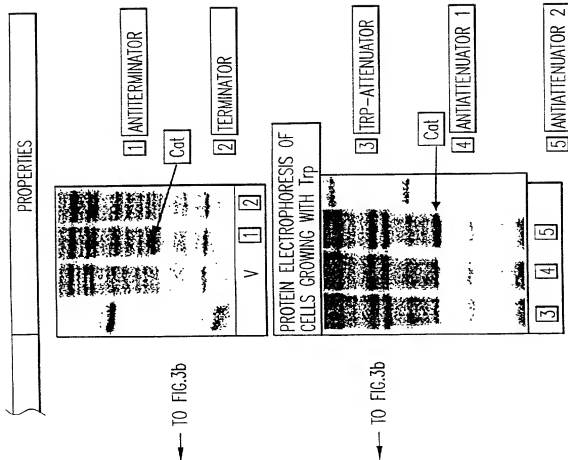 PROPERTIES
1 ANTITERMINATOR
Cat
2 TERMINATOR
V 1 2
TO FIG.3b
PROTEIN ELECTROPHORESIS OF
CELLS GROWING WITH Trp
3 TRP-ATTENUATOR
Cat
4 ANTIATTENUATOR 1
5 ANTIATTENUATOR 2
3 4 5
TO FIG.3b